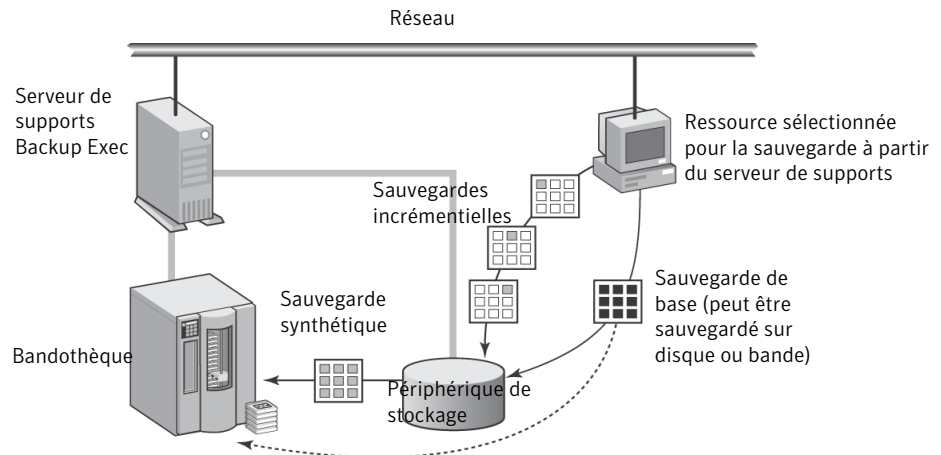 Réseau
Serveur de
supports
Backup Exec
Ressource sélectionnée
pour la sauvegarde à partir
du serveur de supports
Sauvegardes
incrémentielles
Sauvegarde de
base (peut être
sauvegardé sur
disque ou bande)
Sauvegarde
synthétique
Bandothèque
Périphérique de
stockage